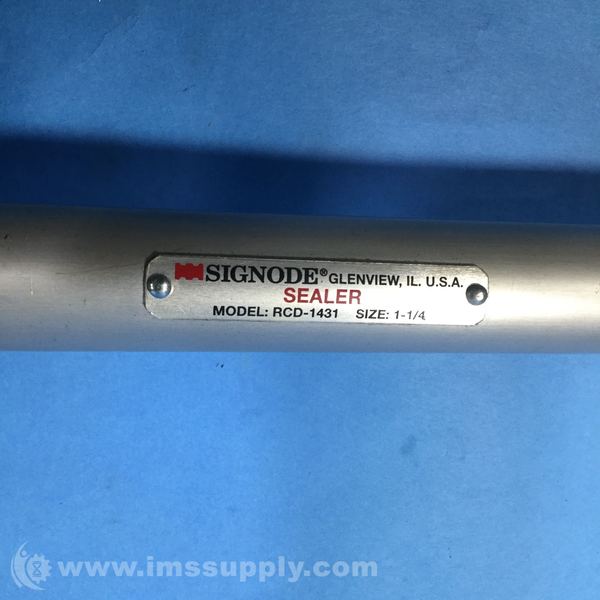 SIGNODE® GLENVIEW, IL. U.S.A.
SEALER
MODEL: RCD-1431 SIZE: 1-1/4
www.imssupply.com